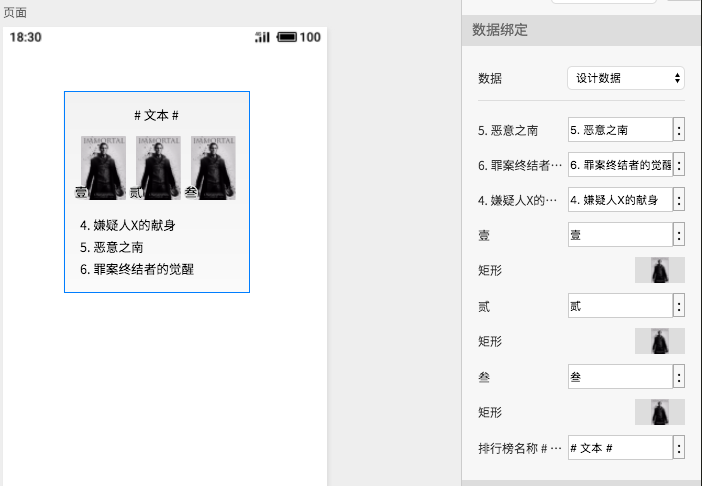 页面
18:30
100
# 文本 #
IMMORTAL IMMORTAL IMMORTAL
壹 贰 叁
4. 嫌疑人X的献身
5. 恶意之南
6. 罪案终结者的觉醒
数据绑定
数据 设计数据
5. 恶意之南 5. 恶意之南
6. 罪案终结者… 6. 罪案终结者的觉醒
4. 嫌疑人X的… 4. 嫌疑人X的献身
壹 壹
矩形
贰 贰
矩形
叁 叁
矩形
排行榜名称 # … # 文本 #